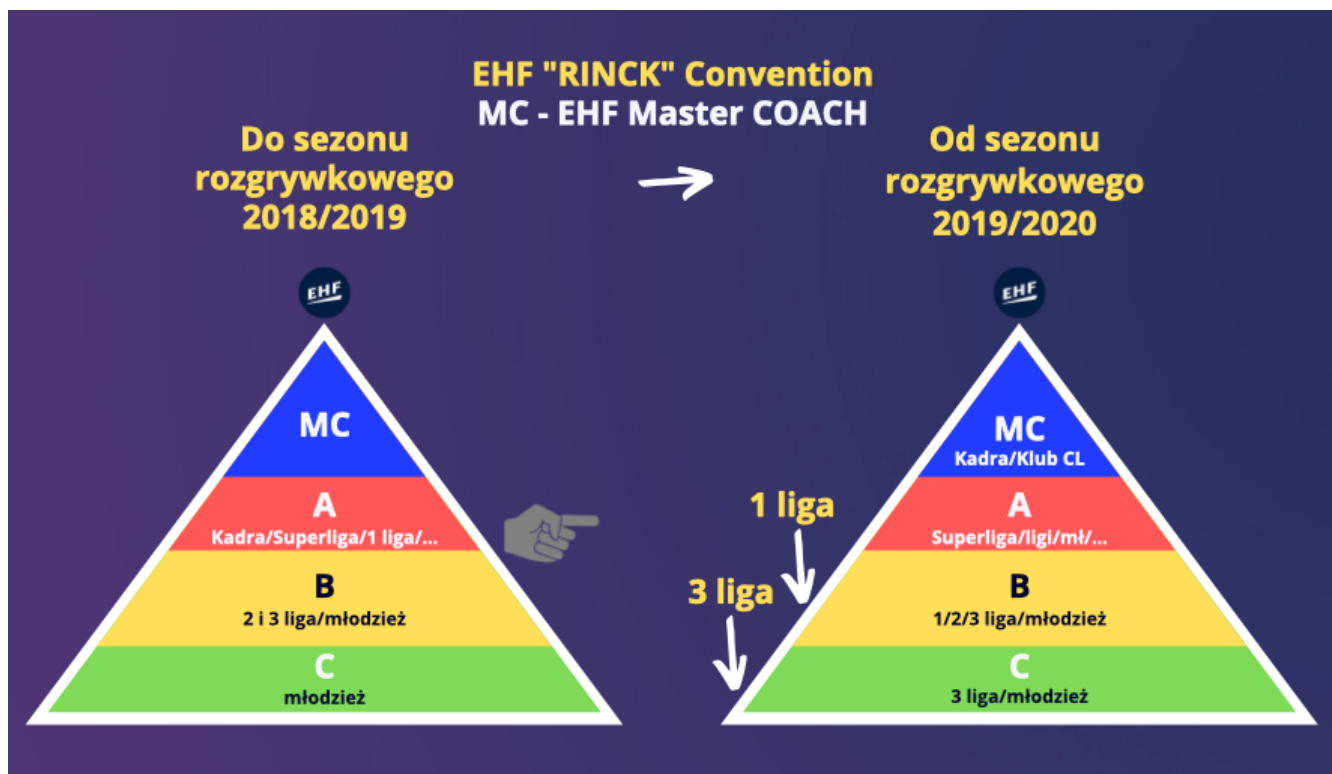 EHF "RINCK" Convention
MC - EHF Master COACH
Do sezonu
rozgrywkowego
2018/2019
Od sezonu
rozgrywkowego
2019/2020
EHF
MC
A
Kadra/Superliga/1 liga/...
B
2 i 3 liga/młodzież
C
młodzież
1 liga
3 liga
EHF
MC
Kadra/Klub CL
A
Superliga/ligi/mł/...
B
1/2/3 liga/młodzież
C
3 liga/młodzież